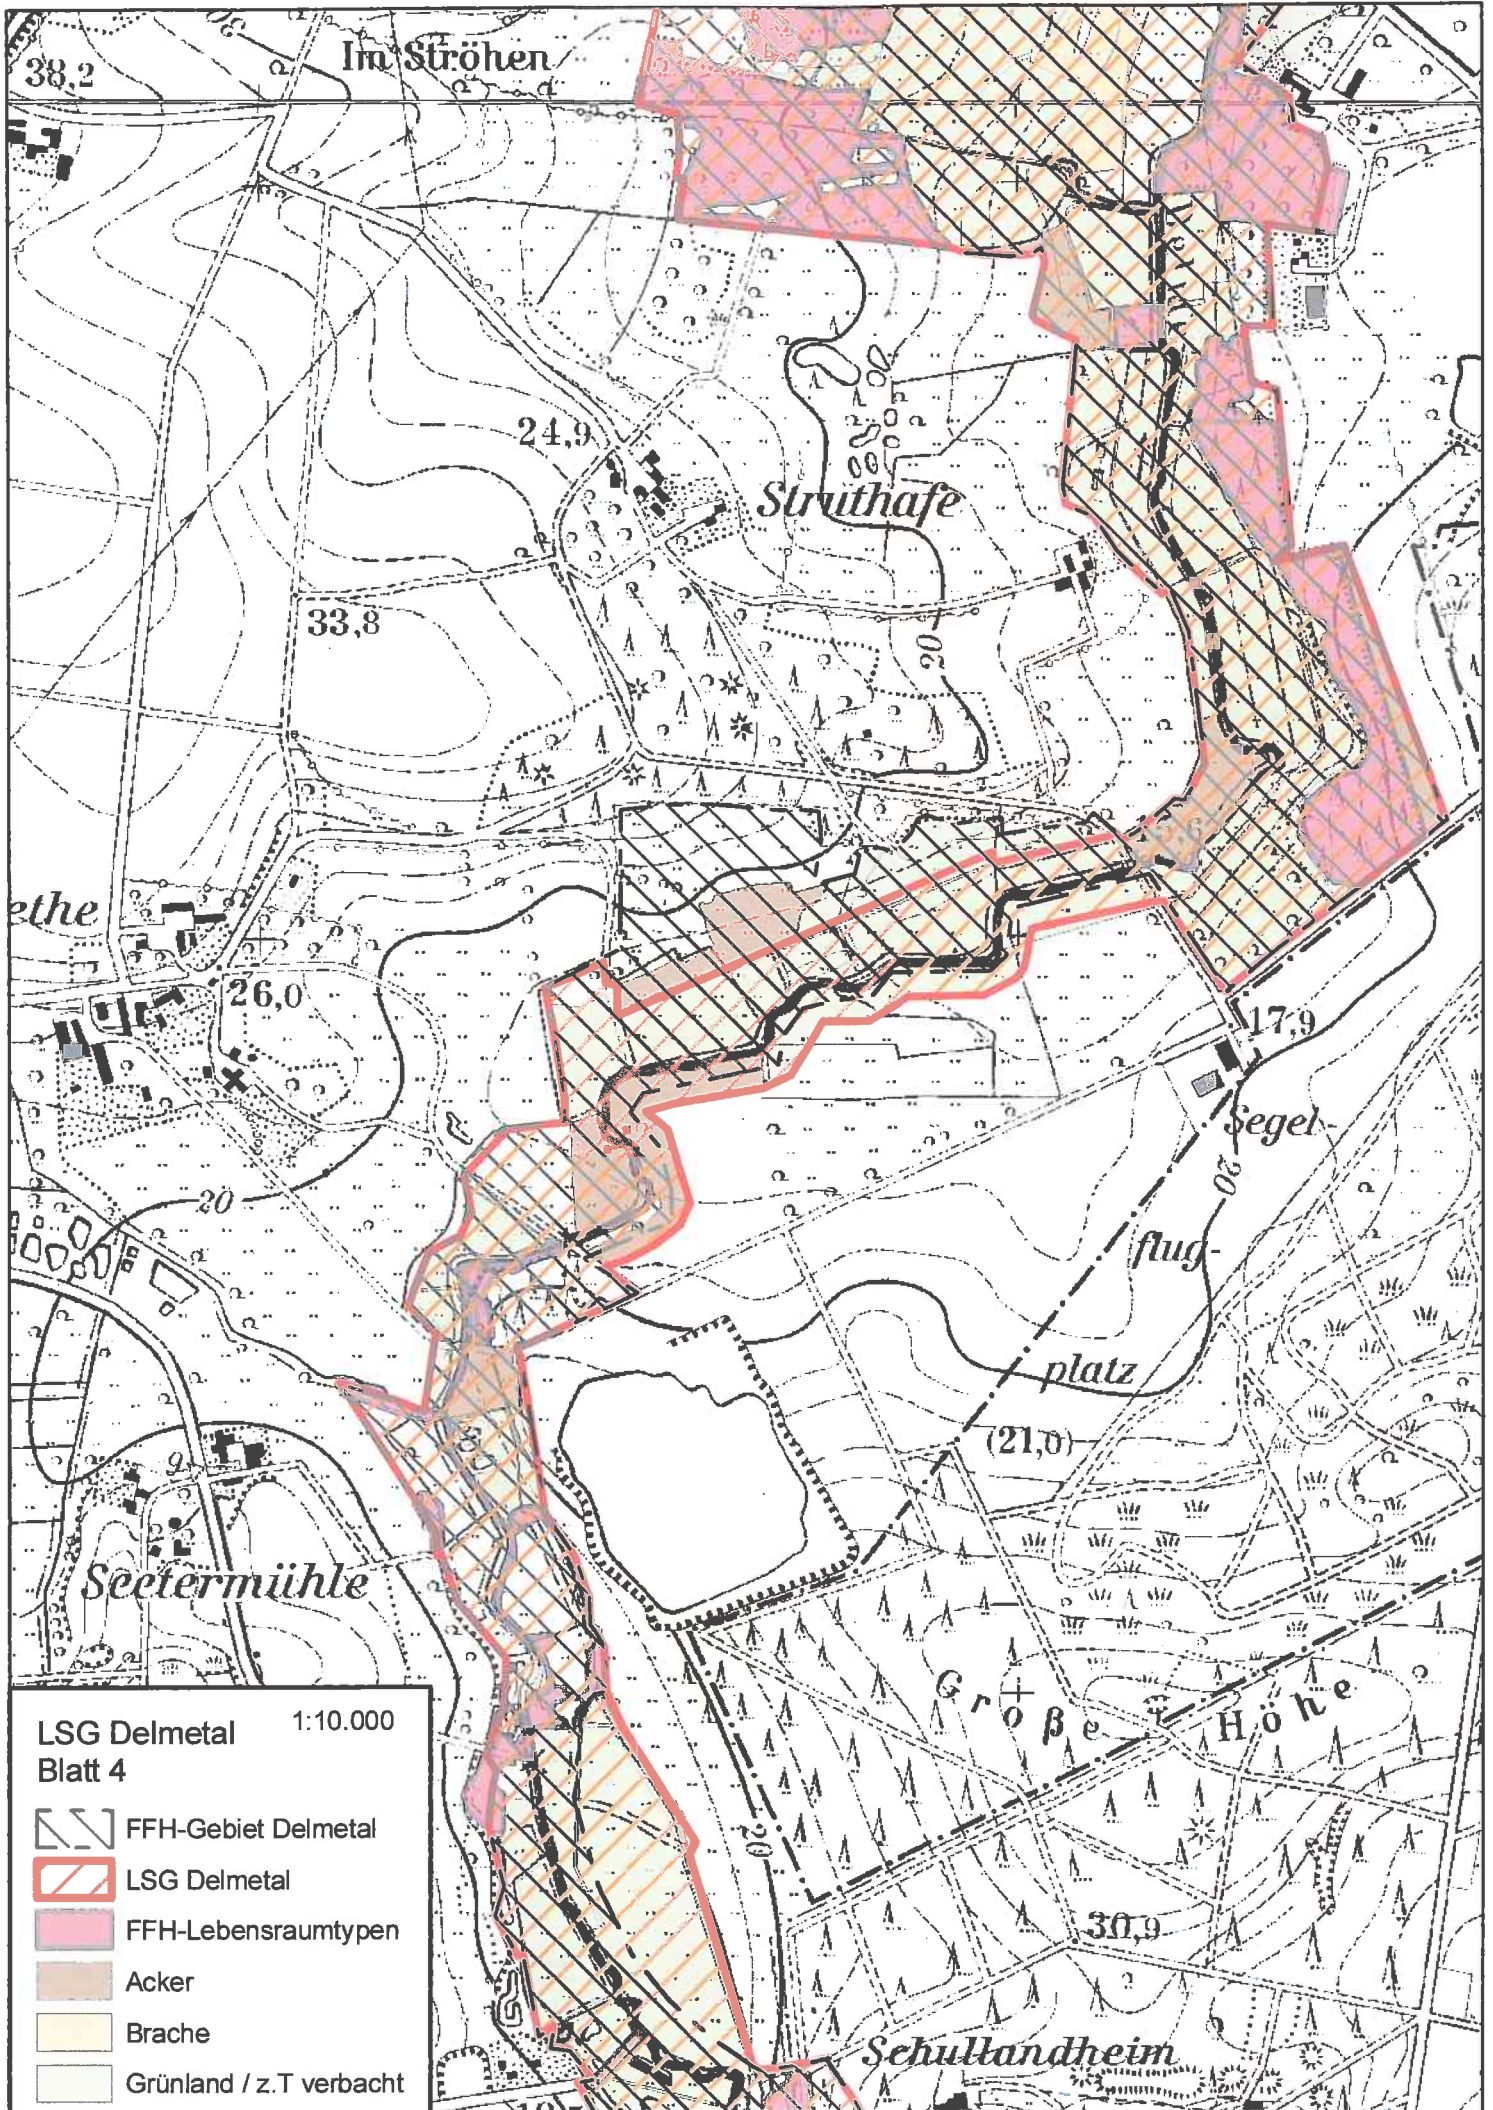 Im Ströhen
38,2
24,9
Struthafe
33,8
20
ethe
26,0
17,9
Segel-
20
20
flug-
platz
(21,0)
9
Seetermühle
Große Höhe
LSG Delmetal 1:10.000
Blatt 4
FFH-Gebiet Delmetal
LSG Delmetal
FFH-Lebensraumtypen
Acker
Brache
Grünland / z.T verbacht
20
30,9
Schullandheim